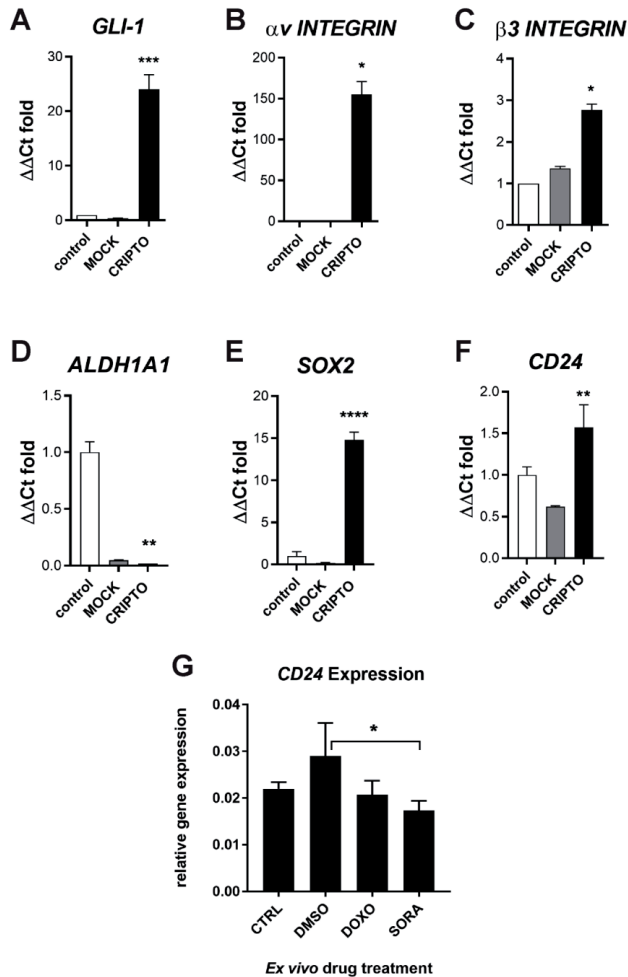 A
GLI-1
ΔΔCt fold
30
20
10
0
***
control
MOCK
CRIPTO
B
αv INTEGRIN
ΔΔCt fold
200
150
100
50
0
*
control
MOCK
CRIPTO
C
β3 INTEGRIN
ΔΔCt fold
4
3
2
1
0
*
control
MOCK
CRIPTO
D
ALDH1A1
ΔΔCt fold
1.5
1.0
0.5
0.0
**
control
MOCK
CRIPTO
E
SOX2
ΔΔCt fold
20
15
10
5
0
****
control
MOCK
CRIPTO
F
CD24
ΔΔCt fold
2.0
1.5
1.0
0.5
0.0
**
control
MOCK
CRIPTO
G
CD24 Expression
relative gene expression
0.04
0.03
0.02
0.01
0.00
*
CTRL
DMSO
DOXO
SORA
Ex vivo drug treatment